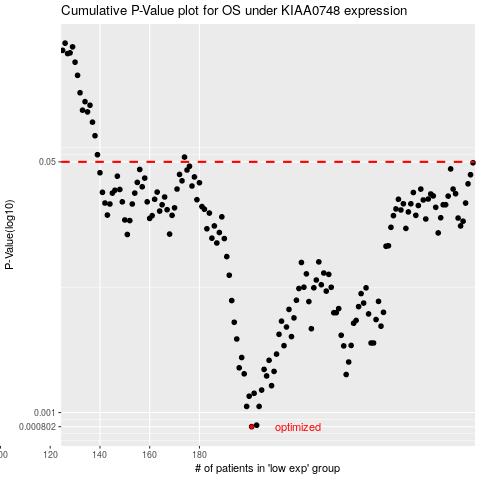 Cumulative P-Value plot for OS under KIAA0748 expression
P-Value(log10)
0.05
0.001
0.000802
optimized
00 120 140 160 180
# of patients in 'low exp' group